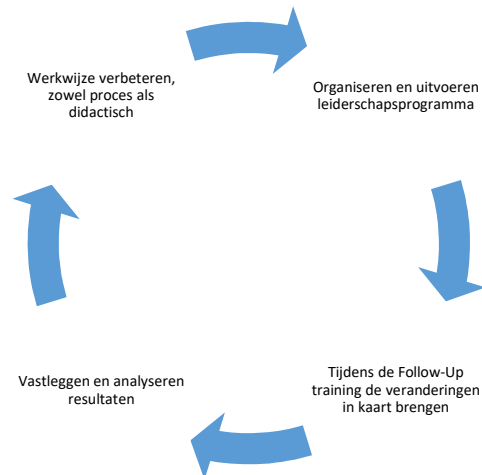 Werkwijze verbeteren,
zowel proces als
didactisch
Organiseren en uitvoeren
leiderschapsprogramma
Tijdens de Follow-Up
training de veranderingen
in kaart brengen
Vastleggen en analyseren
resultaten